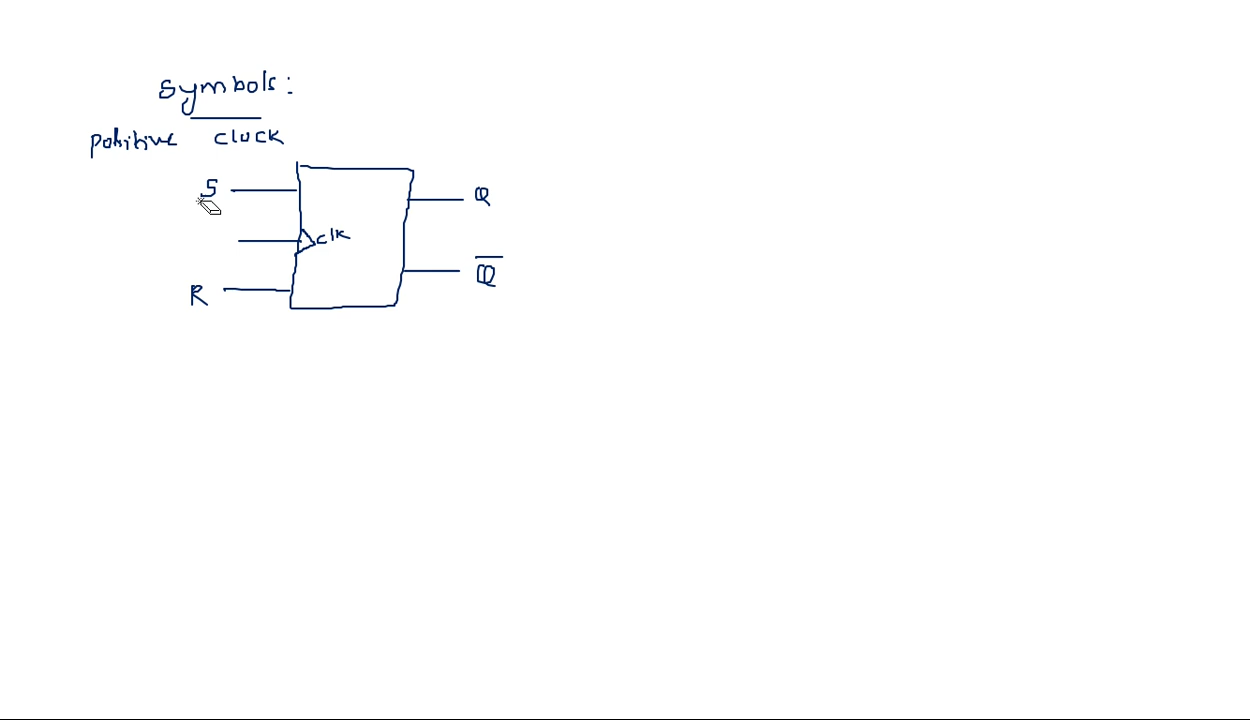 Symbols:
positive clock
S
Q
clk
Q̅
R